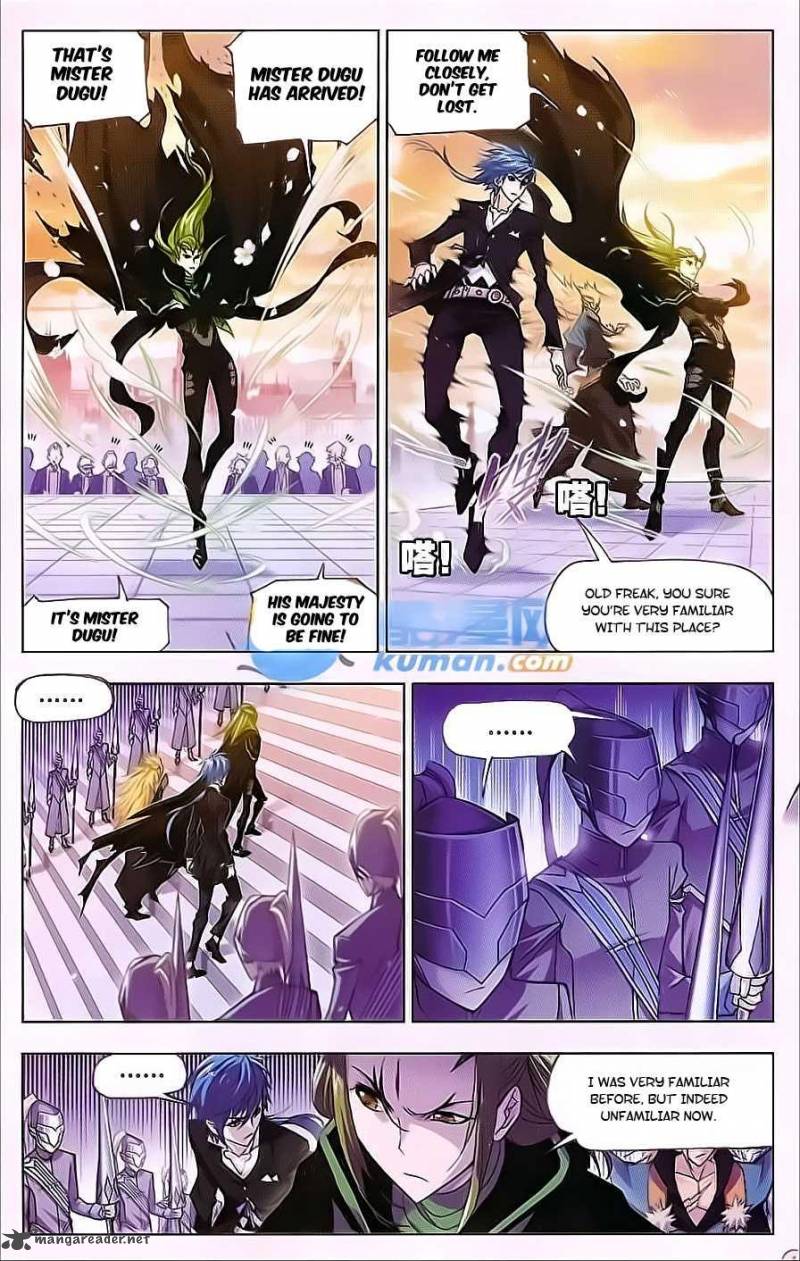 THAT'S
MISTER
DUGU!
MISTER DUGU
HAS ARRIVED!
FOLLOW ME
CLOSELY,
DON'T GET
LOST.
嗒!
嗒!
IT'S MISTER
DUGU!
HIS MAJESTY
IS GOING TO
BE FINE!
OLD FREAK, YOU SURE
YOU'RE VERY FAMILIAR
WITH THIS PLACE?
kuman.com
......
......
......
I WAS VERY FAMILIAR
BEFORE, BUT INDEED
UNFAMILIAR NOW.
mangareader.net